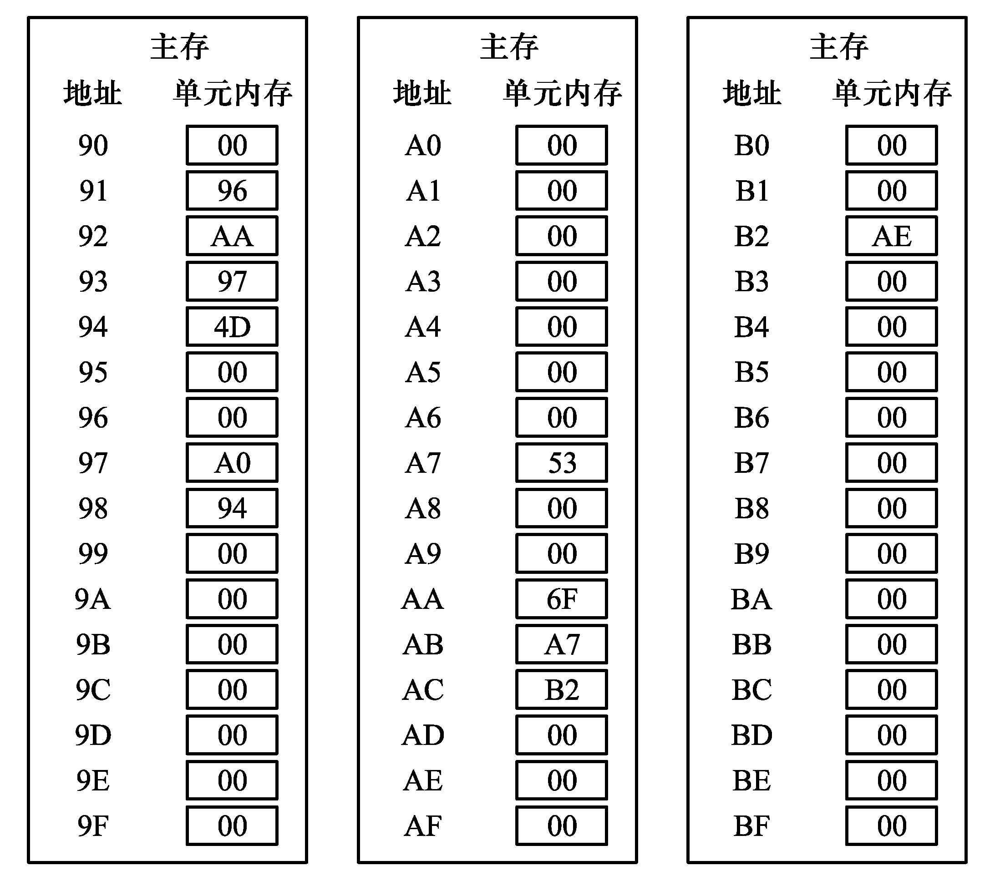 主存 主存 主存
地址 单元内存 地址 单元内存 地址 单元内存
90 00 A0 00 B0 00
91 96 A1 00 B1 00
92 AA A2 00 B2 AE
93 97 A3 00 B3 00
94 4D A4 00 B4 00
95 00 A5 00 B5 00
96 00 A6 00 B6 00
97 A0 A7 53 B7 00
98 94 A8 00 B8 00
99 00 A9 00 B9 00
9A 00 AA 6F BA 00
9B 00 AB A7 BB 00
9C 00 AC B2 BC 00
9D 00 AD 00 BD 00
9E 00 AE 00 BE 00
9F 00 AF 00 BF 00